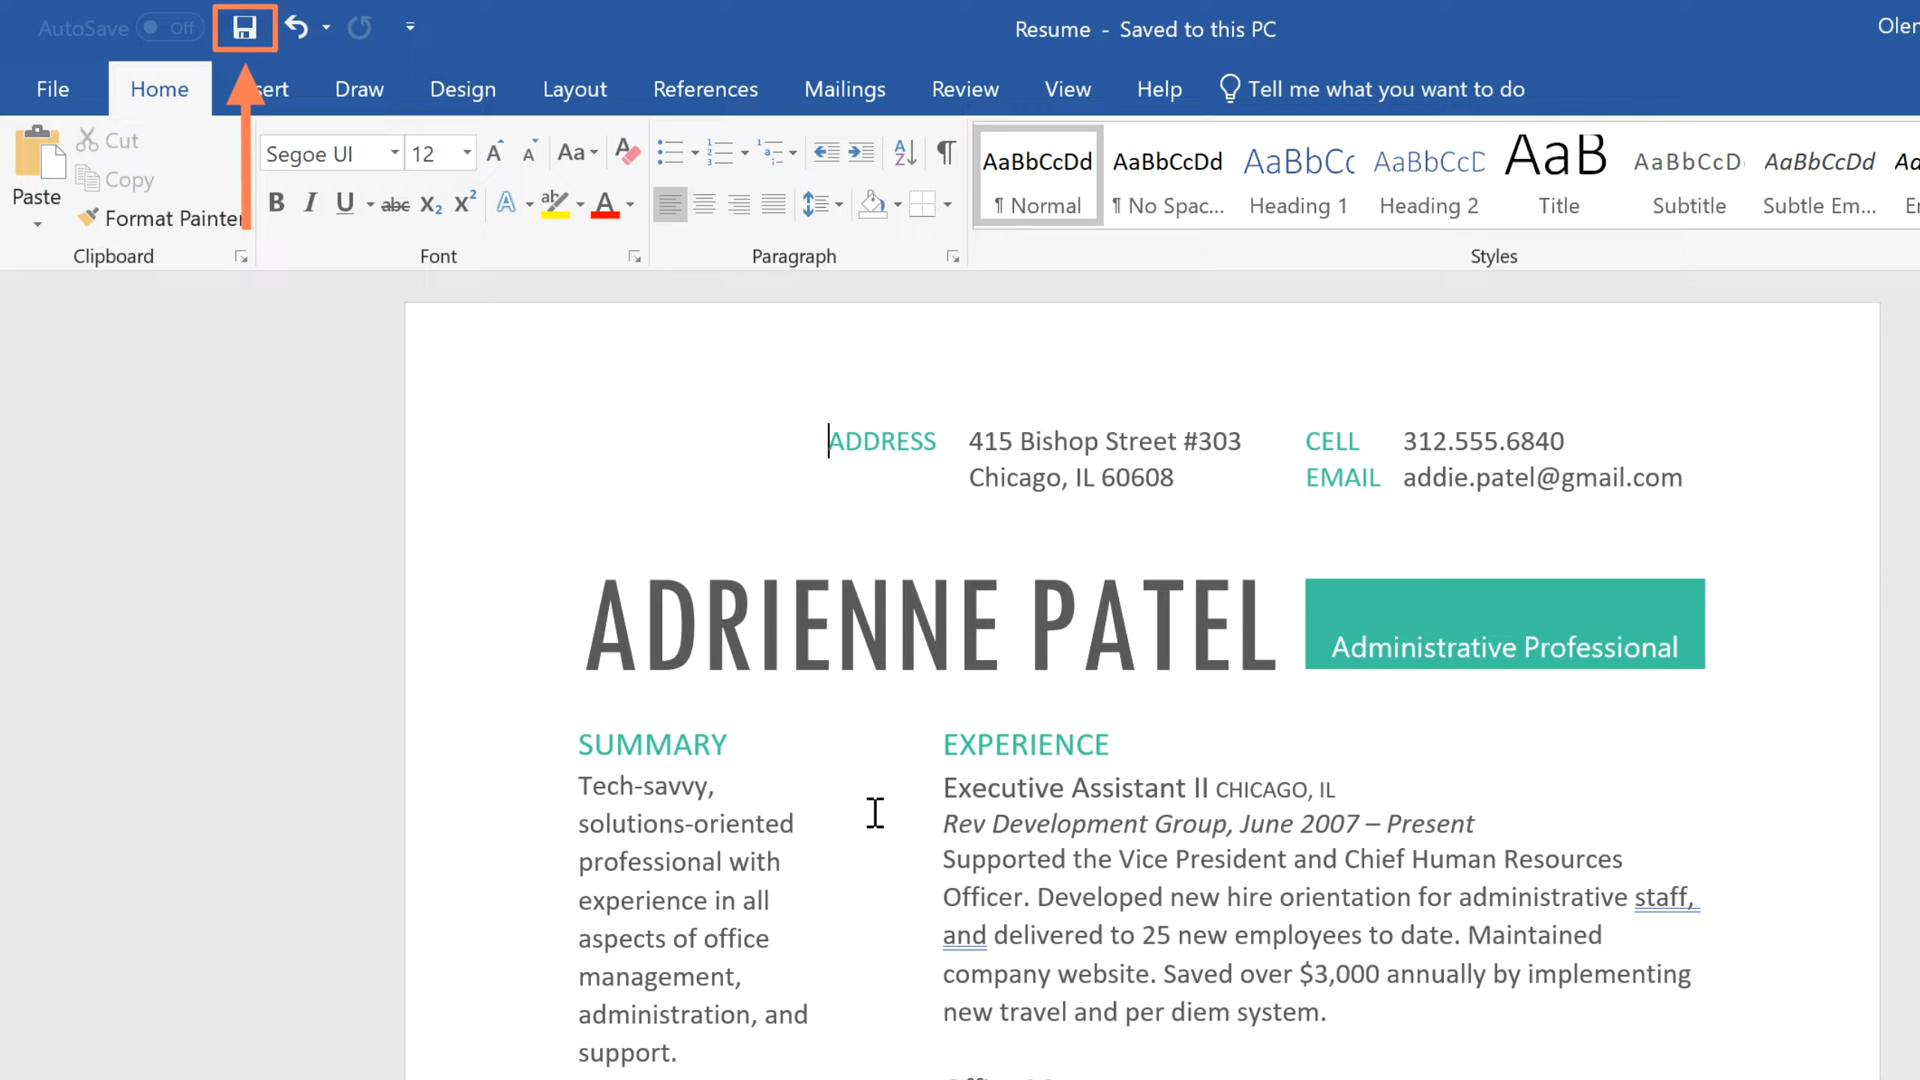 AutoSave Off
Resume - Saved to this PC
File Home Draw Design Layout References Mailings Review View Help Tell me what you want to do
Paste
Cut
Copy
Format Painter
Segoe UI 12
AaBbCcDd AaBbCcDd AaBbCc AaBbCcD AaB AaBbCcD AaBbCcDd
¶ Normal ¶ No Spac... Heading 1 Heading 2 Title Subtitle Subtle Em...
Clipboard Font Paragraph Styles
ADDRESS 415 Bishop Street #303 CELL 312.555.6840
Chicago, IL 60608 EMAIL addie.patel@gmail.com
ADRIENNE PATEL
Administrative Professional
SUMMARY
Tech-savvy,
solutions-oriented
professional with
experience in all
aspects of office
management,
administration, and
support.
EXPERIENCE
Executive Assistant II CHICAGO, IL
Rev Development Group, June 2007 – Present
Supported the Vice President and Chief Human Resources
Officer. Developed new hire orientation for administrative staff,
and delivered to 25 new employees to date. Maintained
company website. Saved over $3,000 annually by implementing
new travel and per diem system.